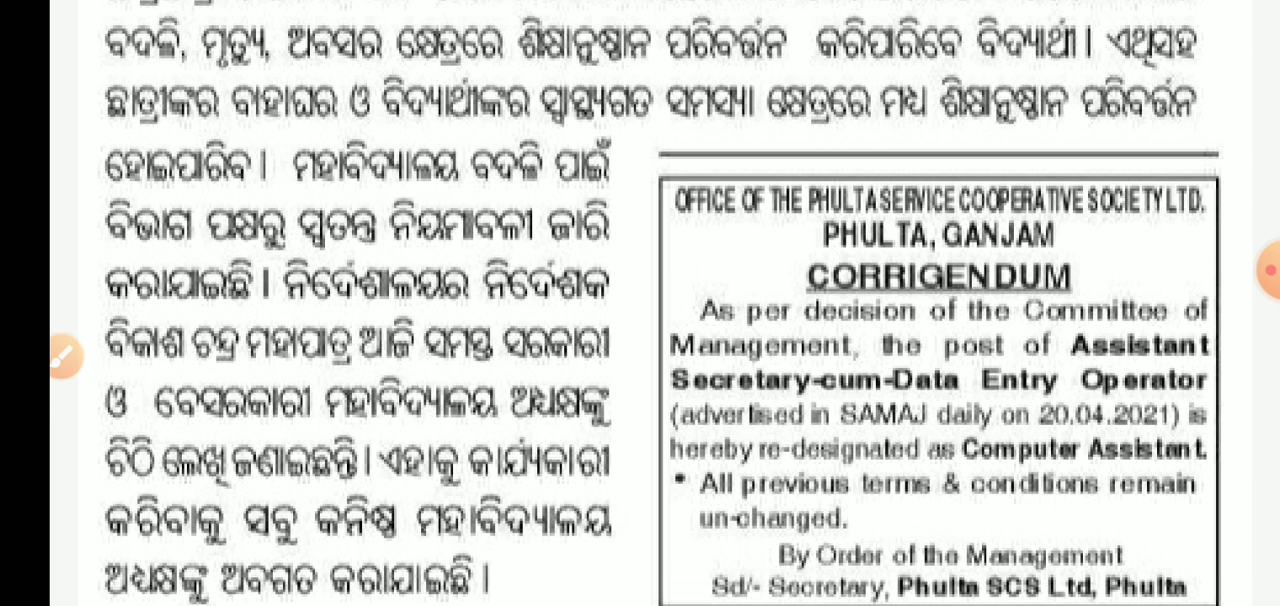 ବଦଳି, ମୃତ୍ୟୁ, ଅବସର କ୍ଷେତ୍ରରେ ଶିକ୍ଷାନୁଷ୍ଠାନ ପରିବର୍ତ୍ତନ କରିପାରିବେ ବିଦ୍ୟାର୍ଥୀ। ଏଥିସହ
ଛାତ୍ରୀଙ୍କର ବାହାଘର ଓ ବିଦ୍ୟାର୍ଥୀଙ୍କର ସ୍ୱାସ୍ଥ୍ୟଗତ ସମସ୍ୟା କ୍ଷେତ୍ରରେ ମଧ୍ୟ ଶିକ୍ଷାନୁଷ୍ଠାନ ପରିବର୍ତ୍ତନ
ହୋଇପାରିବ। ମହାବିଦ୍ୟାଳୟ ବଦଳି ପାଇଁ
ବିଭାଗ ପକ୍ଷରୁ ସ୍ୱତନ୍ତ୍ର ନିୟମାବଳୀ ଜାରି
କରାଯାଇଛି। ନିର୍ଦେଶାଳୟର ନିର୍ଦେଶକ
ବିକାଶ ଚନ୍ଦ୍ର ମହାପାତ୍ର ଆଜି ସମସ୍ତ ସରକାରୀ
ଓ ବେସରକାରୀ ମହାବିଦ୍ୟାଳୟ ଅଧ୍ୟକ୍ଷଙ୍କୁ
ଚିଠି ଲେଖି ଜଣାଇଛନ୍ତି। ଏହାକୁ କାର୍ଯ୍ୟକାରୀ
କରିବାକୁ ସବୁ କନିଷ୍ଠ ମହାବିଦ୍ୟାଳୟ
ଅଧ୍ୟକ୍ଷଙ୍କୁ ଅବଗତ କରାଯାଇଛି।
OFFICE OF THE PHULTA SERVICE COOPERATIVE SOCIETY LTD.
PHULTA, GANJAM
CORRIGENDUM
As per decision of the Committee of
Management, the post of Assistant
Secretary-cum-Data Entry Operator
(advertised in SAMAJ daily on 20.04.2021) is
hereby re-designated as Computer Assistant.
* All previous terms & conditions remain
un-changed.
By Order of the Management
Sd/- Secretary, Phulta SCS Ltd, Phulta